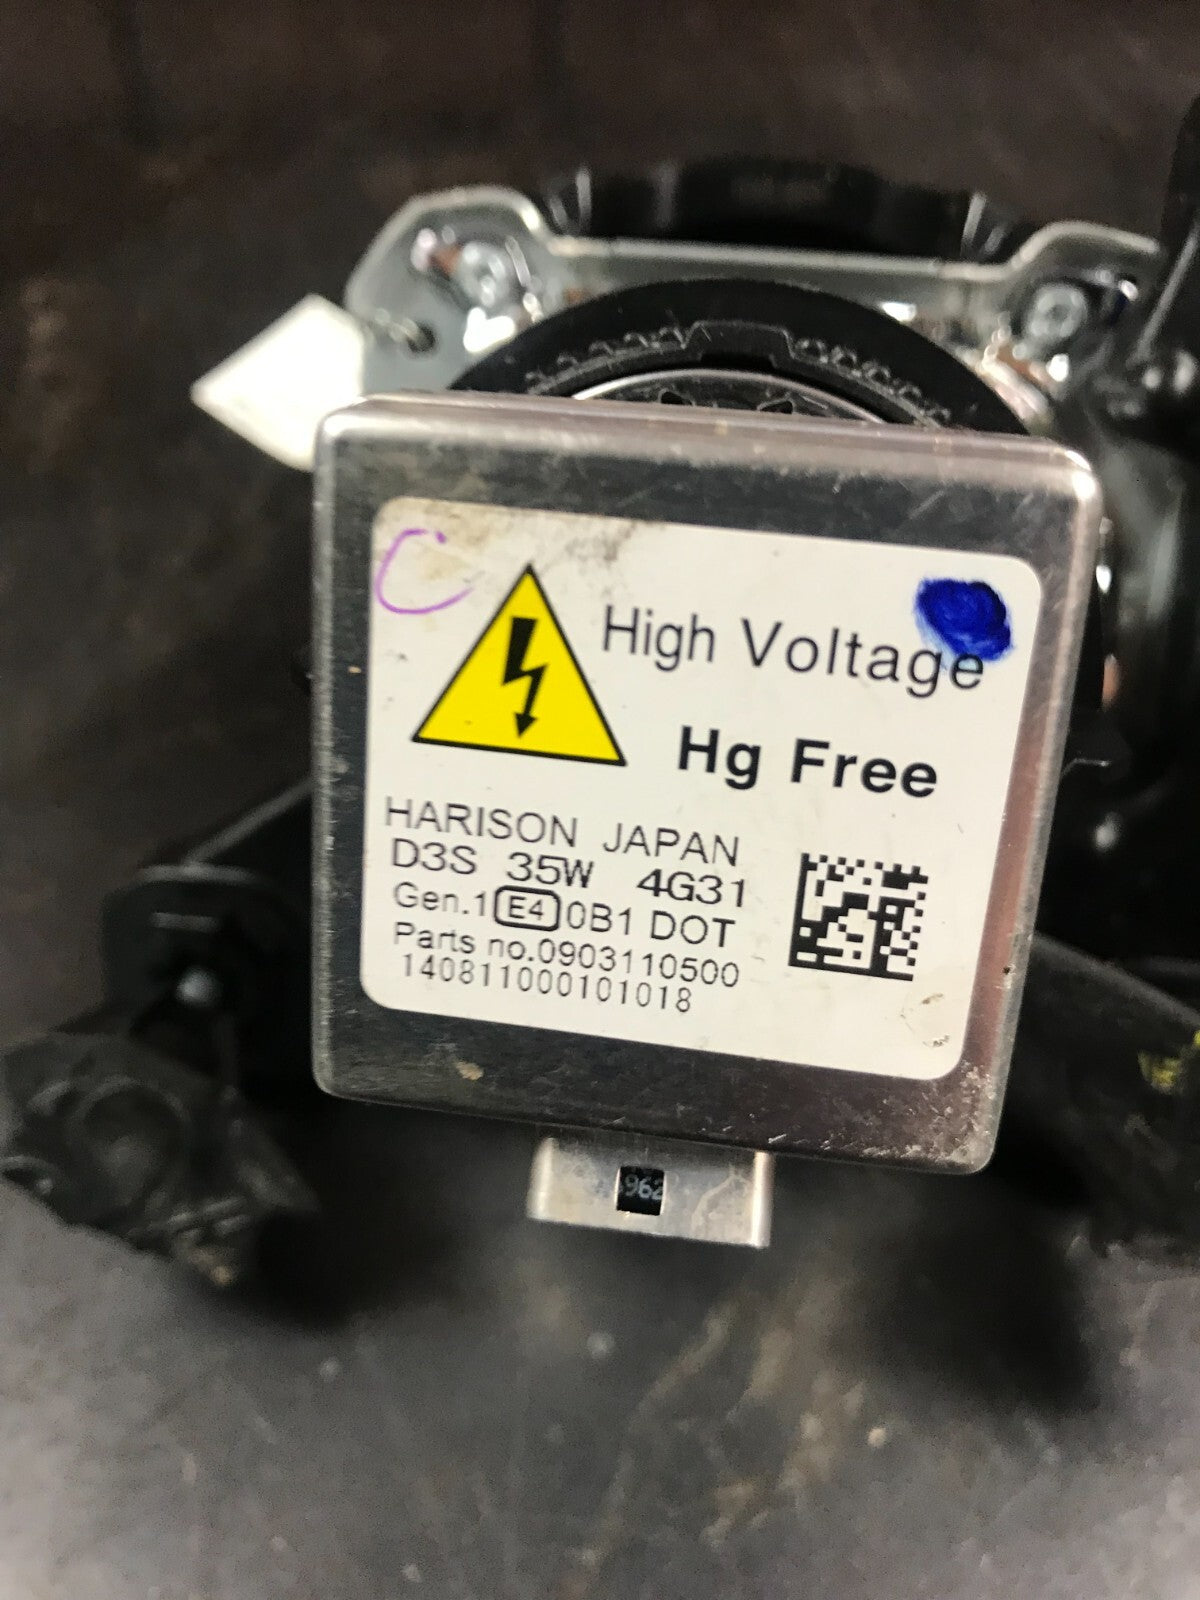 High Voltage
Hg Free
HARISON JAPAN
D3S 35W 4G31
Gen.1 E4 0B1 DOT
Parts no.0903110500
140811000101018
962